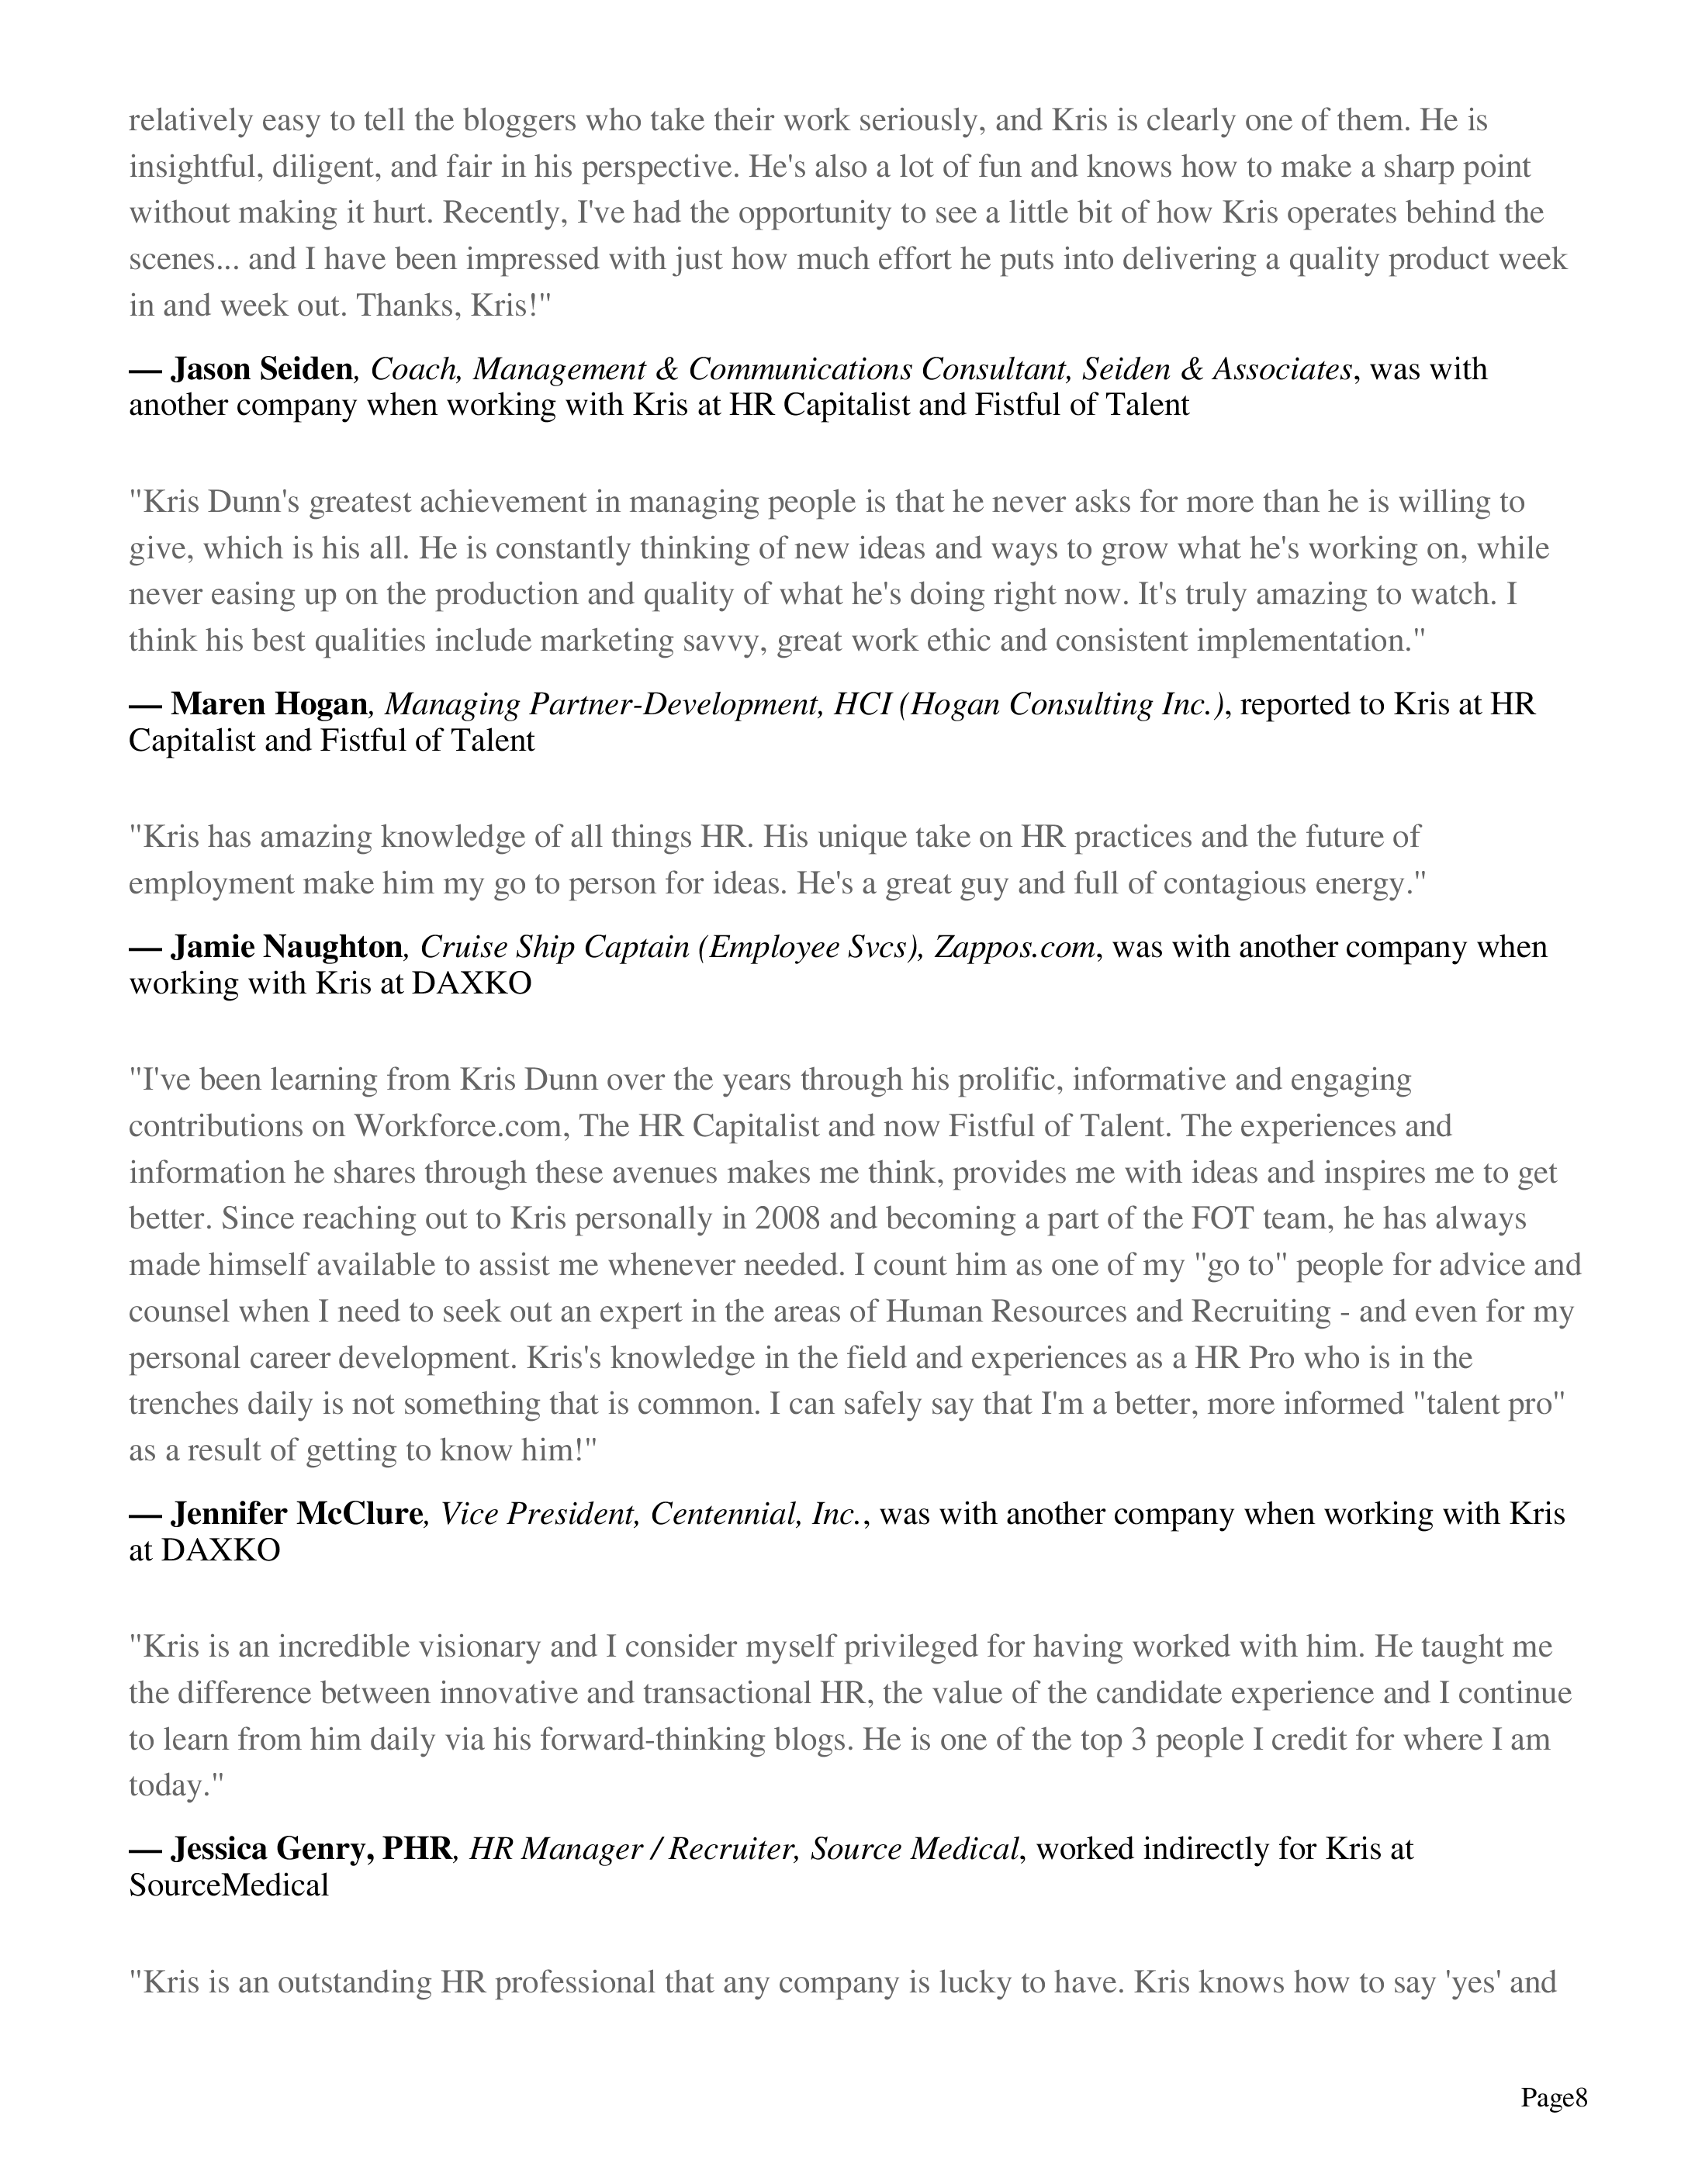 relatively easy to tell the bloggers who take their work seriously, and Kris is clearly one of them. He is
insightful, diligent, and fair in his perspective. He's also a lot of fun and knows how to make a sharp point
without making it hurt. Recently, I've had the opportunity to see a little bit of how Kris operates behind the
scenes... and I have been impressed with just how much effort he puts into delivering a quality product week
in and week out. Thanks, Kris!"
— Jason Seiden, Coach, Management & Communications Consultant, Seiden & Associates, was with
another company when working with Kris at HR Capitalist and Fistful of Talent
"Kris Dunn's greatest achievement in managing people is that he never asks for more than he is willing to
give, which is his all. He is constantly thinking of new ideas and ways to grow what he's working on, while
never easing up on the production and quality of what he's doing right now. It's truly amazing to watch. I
think his best qualities include marketing savvy, great work ethic and consistent implementation."
— Maren Hogan, Managing Partner-Development, HCI (Hogan Consulting Inc.), reported to Kris at HR
Capitalist and Fistful of Talent
"Kris has amazing knowledge of all things HR. His unique take on HR practices and the future of
employment make him my go to person for ideas. He's a great guy and full of contagious energy."
— Jamie Naughton, Cruise Ship Captain (Employee Svcs), Zappos.com, was with another company when
working with Kris at DAXKO
"I've been learning from Kris Dunn over the years through his prolific, informative and engaging
contributions on Workforce.com, The HR Capitalist and now Fistful of Talent. The experiences and
information he shares through these avenues makes me think, provides me with ideas and inspires me to get
better. Since reaching out to Kris personally in 2008 and becoming a part of the FOT team, he has always
made himself available to assist me whenever needed. I count him as one of my "go to" people for advice and
counsel when I need to seek out an expert in the areas of Human Resources and Recruiting - and even for my
personal career development. Kris's knowledge in the field and experiences as a HR Pro who is in the
trenches daily is not something that is common. I can safely say that I'm a better, more informed "talent pro"
as a result of getting to know him!"
— Jennifer McClure, Vice President, Centennial, Inc., was with another company when working with Kris
at DAXKO
"Kris is an incredible visionary and I consider myself privileged for having worked with him. He taught me
the difference between innovative and transactional HR, the value of the candidate experience and I continue
to learn from him daily via his forward-thinking blogs. He is one of the top 3 people I credit for where I am
today."
— Jessica Genry, PHR, HR Manager / Recruiter, Source Medical, worked indirectly for Kris at
SourceMedical
"Kris is an outstanding HR professional that any company is lucky to have. Kris knows how to say 'yes' and
Page8